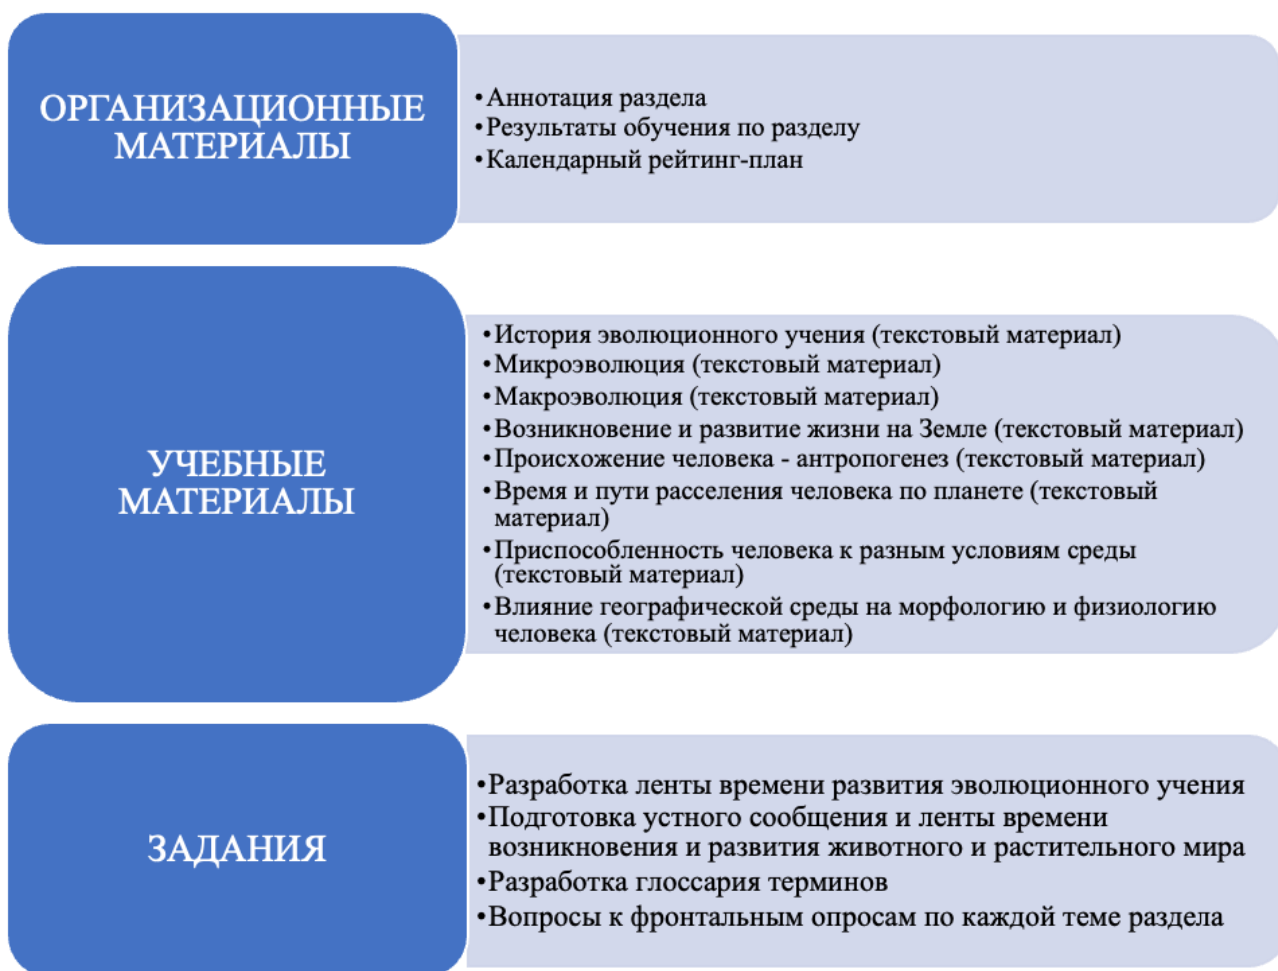 ОРГАНИЗАЦИОННЫЕ
МАТЕРИАЛЫ
•Аннотация раздела
•Результаты обучения по разделу
•Календарный рейтинг-план
УЧЕБНЫЕ
МАТЕРИАЛЫ
•История эволюционного учения (текстовый материал)
•Микроэволюция (текстовый материал)
•Макроэволюция (текстовый материал)
•Возникновение и развитие жизни на Земле (текстовый материал)
•Происхожение человека - антропогенез (текстовый материал)
•Время и пути расселения человека по планете (текстовый
материал)
•Приспособленность человека к разным условиям среды
(текстовый материал)
•Влияние географической среды на морфологию и физиологию
человека (текстовый материал)
ЗАДАНИЯ
•Разработка ленты времени развития эволюционного учения
•Подготовка устного сообщения и ленты времени
возникновения и развития животного и растительного мира
•Разработка глоссария терминов
•Вопросы к фронтальным опросам по каждой теме раздела